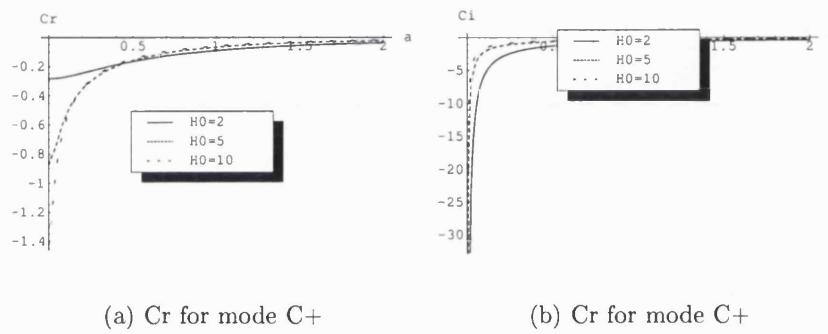 Cr
a
0.5
1.5
2
-0.2
-0.4
-0.6
-0.8
-1
-1.2
-1.4
H0=2
H0=5
H0=10
(a) Cr for mode C+
Ci
1.5
2
-5
-10
-15
-20
-25
-30
H0=2
H0=5
H0=10
(b) Cr for mode C+